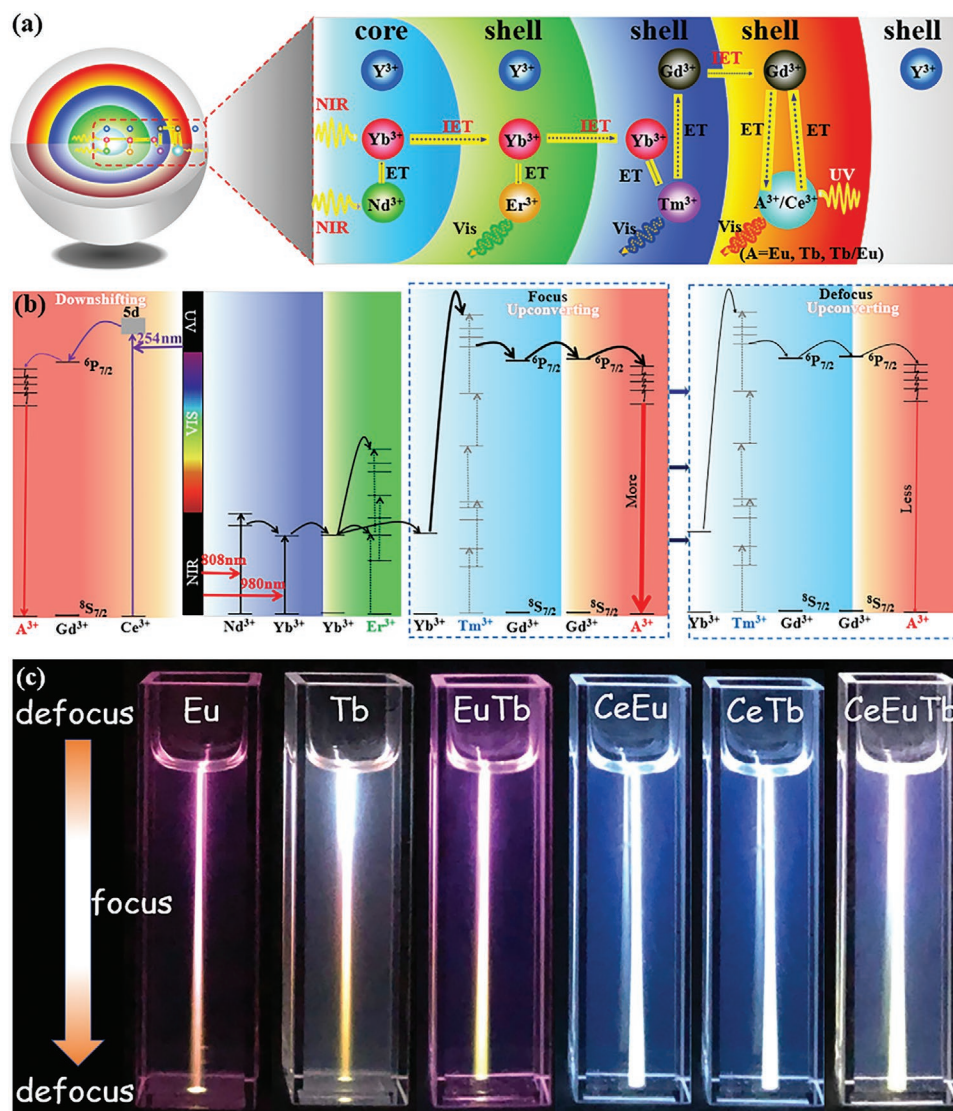 (a)
core shell shell shell shell
Y³⁺ Y³⁺ Gd³⁺ IET Gd³⁺ Y³⁺
NIR Yb³⁺ IET Yb³⁺ IET Yb³⁺ ET ET
ET ET ET ET UV
NIR Nd³⁺ Er³⁺ Tm³⁺ A³⁺/Ce³⁺
Vis Vis Vis
(A=Eu, Tb, Tb/Eu)
(b)
Downshifting
5d
254nm
⁶P₇/₂
UV
VIS
NIR
808nm
980nm
A³⁺ Gd³⁺ ⁸S₇/₂ Ce³⁺
Nd³⁺ Yb³⁺ Yb³⁺ Er³⁺
Focus
Upconverting
⁶P₇/₂ ⁶P₇/₂
More
⁸S₇/₂ ⁸S₇/₂
Yb³⁺ Tm³⁺ Gd³⁺ Gd³⁺ A³⁺
Defocus
Upconverting
⁶P₇/₂ ⁶P₇/₂
Less
⁸S₇/₂ ⁸S₇/₂
Yb³⁺ Tm³⁺ Gd³⁺ Gd³⁺ A³⁺
(c)
defocus
focus
defocus
Eu Tb EuTb CeEu CeTb CeEuTb